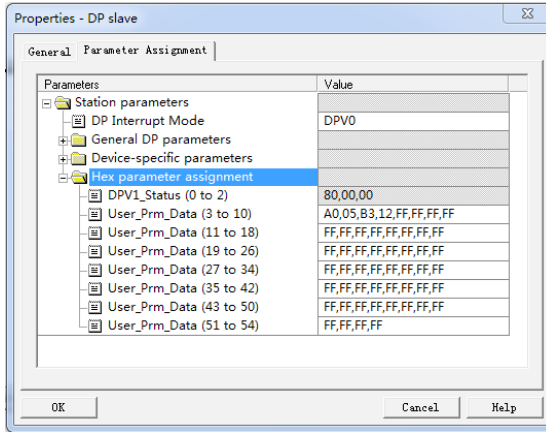 Properties - DP slave
General Parameter Assignment
Parameters Value
Station parameters
DP Interrupt Mode DPV0
General DP parameters
Device-specific parameters
Hex parameter assignment
DPV1_Status (0 to 2) 80,00,00
User_Prm_Data (3 to 10) A0,05,B3,12,FF,FF,FF,FF
User_Prm_Data (11 to 18) FF,FF,FF,FF,FF,FF,FF,FF
User_Prm_Data (19 to 26) FF,FF,FF,FF,FF,FF,FF,FF
User_Prm_Data (27 to 34) FF,FF,FF,FF,FF,FF,FF,FF
User_Prm_Data (35 to 42) FF,FF,FF,FF,FF,FF,FF,FF
User_Prm_Data (43 to 50) FF,FF,FF,FF,FF,FF,FF,FF
User_Prm_Data (51 to 54) FF,FF,FF,FF
OK Cancel Help